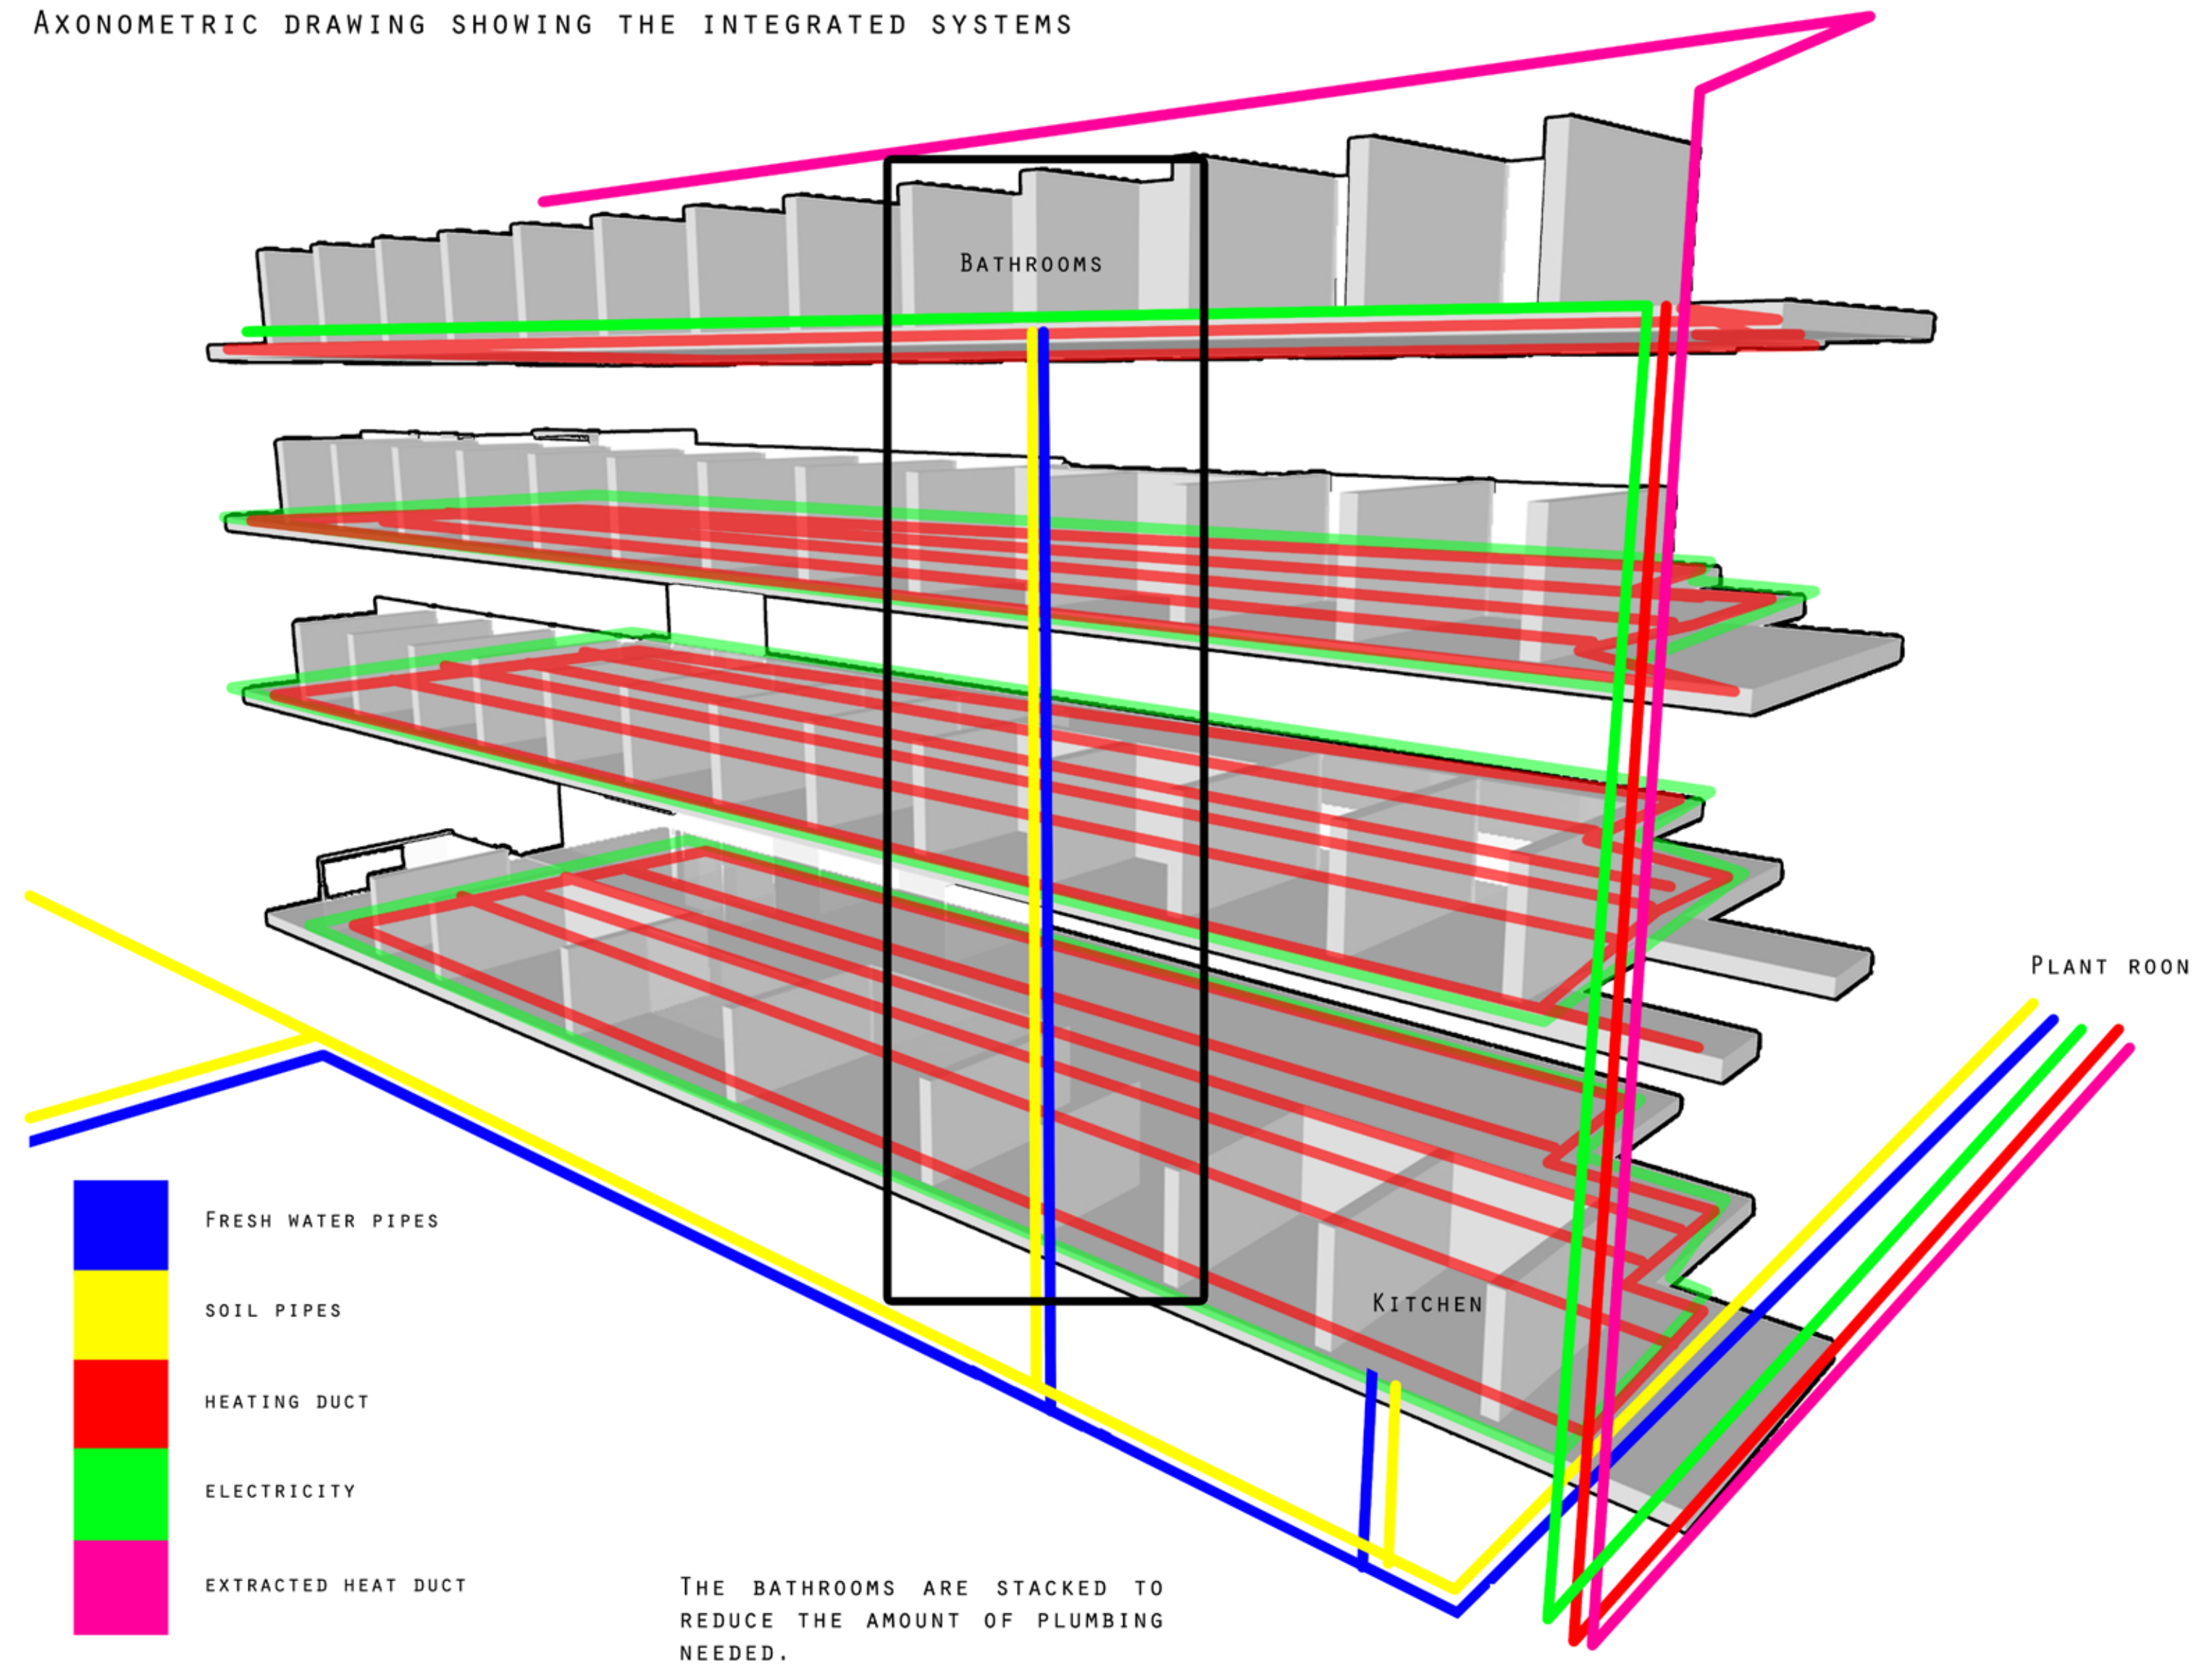 Axonometric drawing showing the integrated systems
Bathrooms
Plant roon
Fresh water pipes
soil pipes
Kitchen
heating duct
electricity
extracted heat duct
The bathrooms are stacked to
reduce the amount of plumbing
needed.